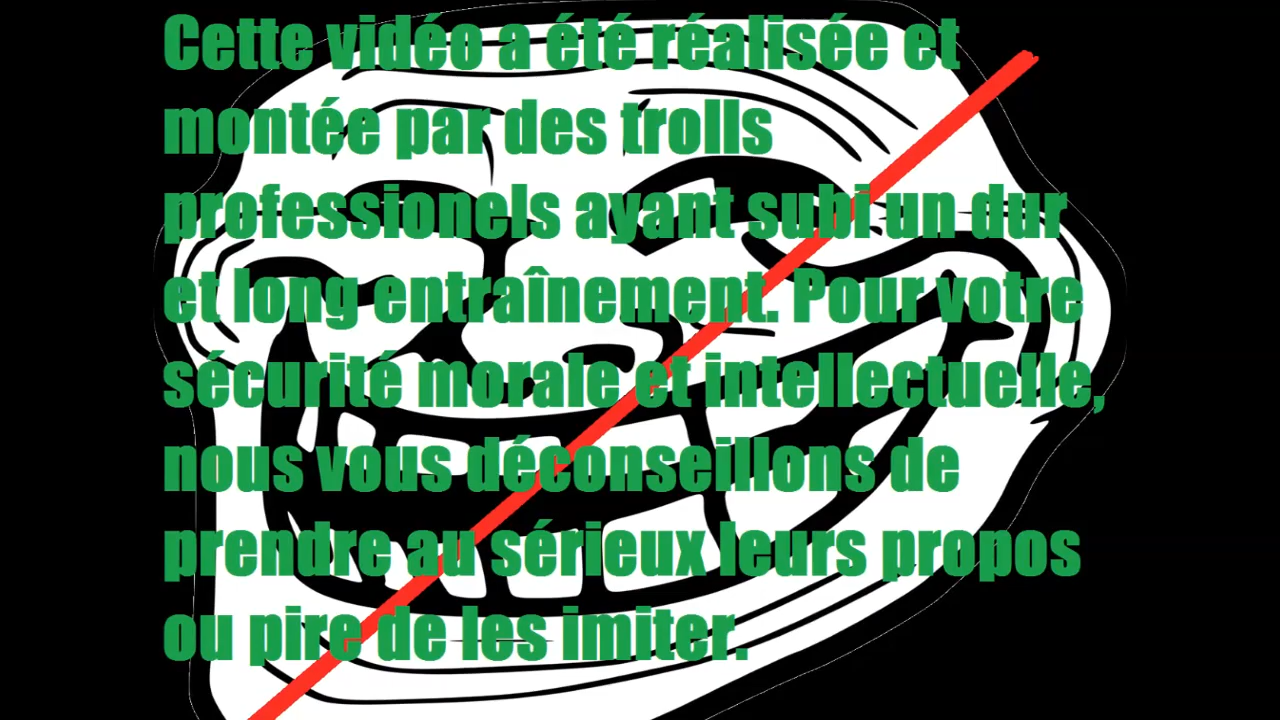 Cette vidéo a été réalisée et
montée par des trolls
professionels ayant subi un dur
et long entraînement. Pour votre
sécurité morale et intellectuelle,
nous vous déconseillons de
prendre au sérieux leurs propos
ou pire de les imiter.